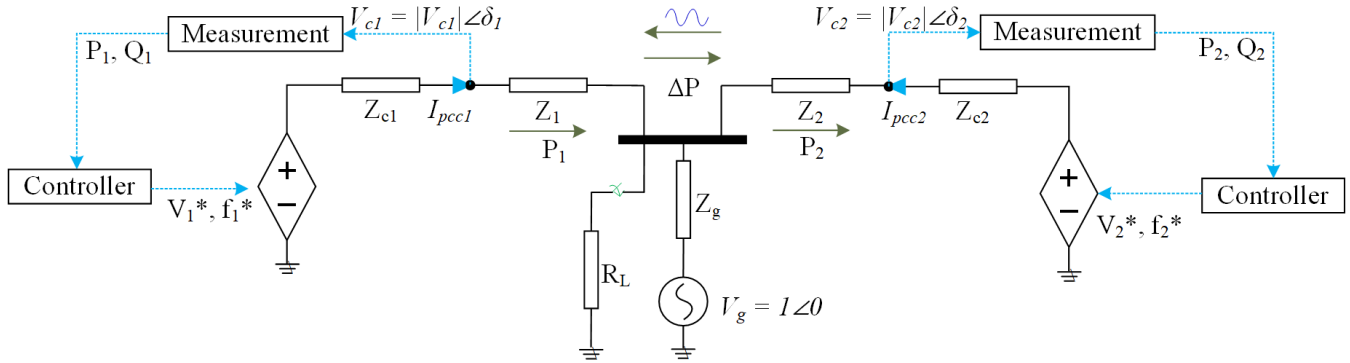 V_c1 = |V_c1|∠δ_1
Measurement
P_1, Q_1
Z_c1
I_pcc1
Z_1
P_1
ΔP
V_c2 = |V_c2|∠δ_2
Measurement
P_2, Q_2
Z_2
I_pcc2
Z_c2
P_2
Controller
V_1*, f_1*
+
−
Z_g
R_L
V_g = 1∠0
+
−
V_2*, f_2*
Controller